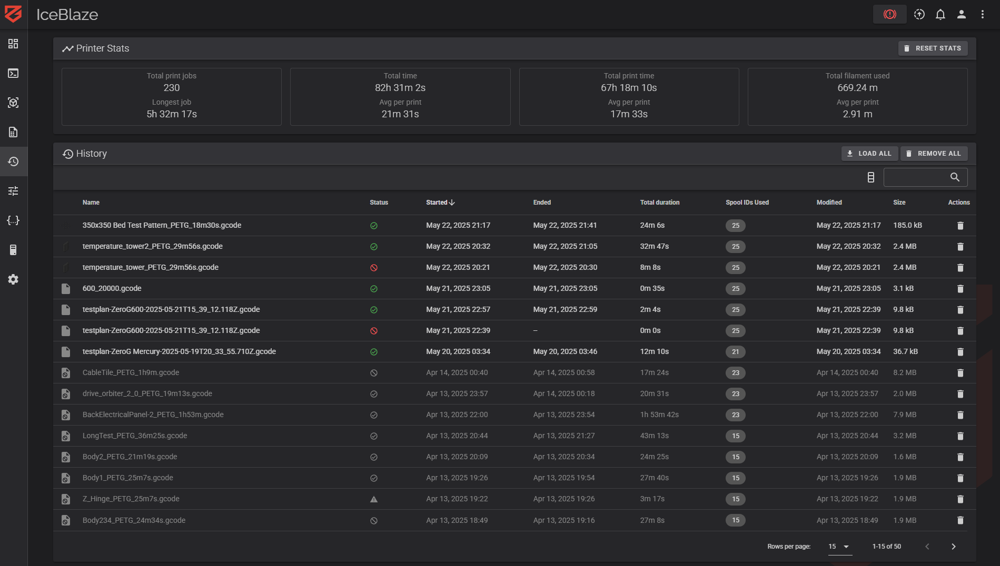 IceBlaze
Printer Stats
RESET STATS
Total print jobs
230
Longest job
5h 32m 17s
Total time
82h 31m 2s
Avg per print
21m 31s
Total print time
67h 18m 10s
Avg per print
17m 33s
Total filament used
669.24 m
Avg per print
2.91 m
History
LOAD ALL
REMOVE ALL
Name Status Started Ended Total duration Spool IDs Used Modified Size Actions
350x350 Bed Test Pattern_PETG_18m30s.gcode May 22, 2025 21:17 May 22, 2025 21:41 24m 6s 25 May 22, 2025 21:17 185.0 kB
temperature_tower2_PETG_29m56s.gcode May 22, 2025 20:32 May 22, 2025 21:05 32m 47s 25 May 22, 2025 20:32 2.4 MB
temperature_tower_PETG_29m56s.gcode May 22, 2025 20:21 May 22, 2025 20:30 8m 8s 25 May 22, 2025 20:21 2.4 MB
600_20000.gcode May 21, 2025 23:05 May 21, 2025 23:05 0m 35s 25 May 21, 2025 23:05 3.1 kB
testplan-ZeroG600-2025-05-21T15_39_12.118Z.gcode May 21, 2025 22:57 May 21, 2025 22:59 2m 4s 25 May 21, 2025 22:39 9.8 kB
testplan-ZeroG600-2025-05-21T15_39_12.118Z.gcode May 21, 2025 22:39 – 0m 0s 25 May 21, 2025 22:39 9.8 kB
testplan-ZeroG Mercury-2025-05-19T20_33_55.710Z.gcode May 20, 2025 03:34 May 20, 2025 03:46 12m 10s 21 May 20, 2025 03:34 36.7 kB
CableTile_PETG_1h9m.gcode Apr 14, 2025 00:40 Apr 14, 2025 00:58 17m 24s 23 Apr 14, 2025 00:40 8.2 MB
drive_orbiter_2_0_PETG_19m13s.gcode Apr 13, 2025 23:57 Apr 14, 2025 00:18 20m 31s 23 Apr 13, 2025 23:57 2.0 MB
BackElectricalPanel-2_PETG_1h53m.gcode Apr 13, 2025 22:00 Apr 13, 2025 23:54 1h 53m 42s 23 Apr 13, 2025 22:00 7.9 MB
LongTest_PETG_36m25s.gcode Apr 13, 2025 20:44 Apr 13, 2025 21:27 43m 13s 15 Apr 13, 2025 20:44 3.2 MB
Body2_PETG_21m19s.gcode Apr 13, 2025 20:09 Apr 13, 2025 20:34 24m 25s 15 Apr 13, 2025 20:09 1.6 MB
Body1_PETG_25m7s.gcode Apr 13, 2025 19:26 Apr 13, 2025 19:54 27m 40s 15 Apr 13, 2025 19:26 1.9 MB
Z_Hinge_PETG_25m7s.gcode Apr 13, 2025 19:22 Apr 13, 2025 19:26 3m 17s 15 Apr 13, 2025 19:22 1.9 MB
Body234_PETG_24m34s.gcode Apr 13, 2025 18:49 Apr 13, 2025 19:16 27m 8s 15 Apr 13, 2025 18:49 1.9 MB
Rows per page: 15 1-15 of 50